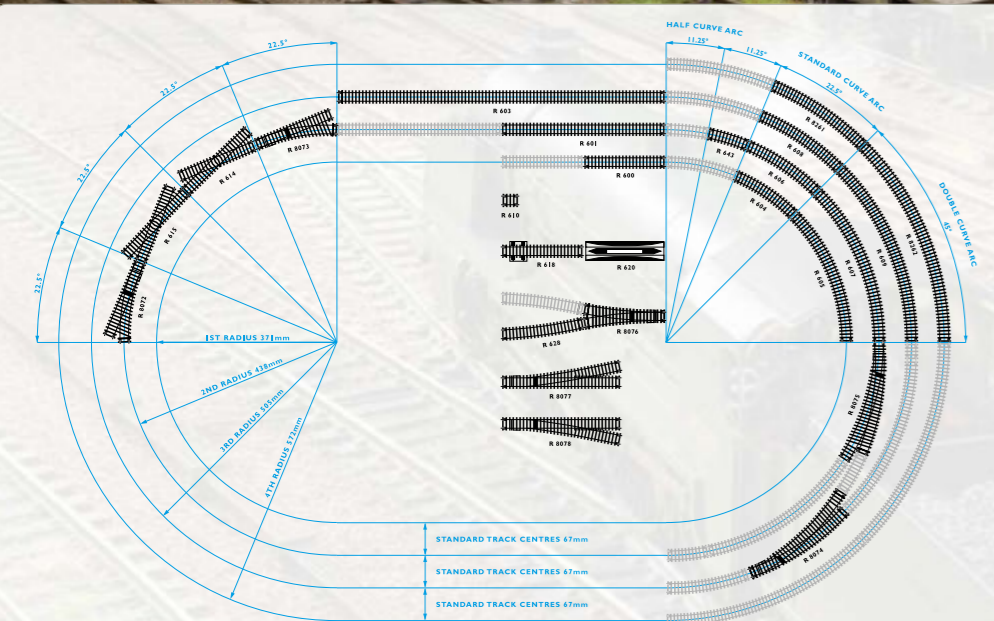 HALF CURVE ARC
11.25°
11.25°
STANDARD CURVE ARC
22.5°
DOUBLE CURVE ARC
45°
22.5°
22.5°
22.5°
22.5°
R 603
R 601
R 600
R 610
R 618
R 620
R 628
R 8076
R 8077
R 8078
R 8073
R 614
R 615
R 8072
R 8261
R 608
R 643
R 606
R 604
R 8262
R 609
R 607
R 605
R 8075
R 8074
1ST RADIUS 371mm
2ND RADIUS 438mm
3RD RADIUS 505mm
4TH RADIUS 572mm
STANDARD TRACK CENTRES 67mm
STANDARD TRACK CENTRES 67mm
STANDARD TRACK CENTRES 67mm